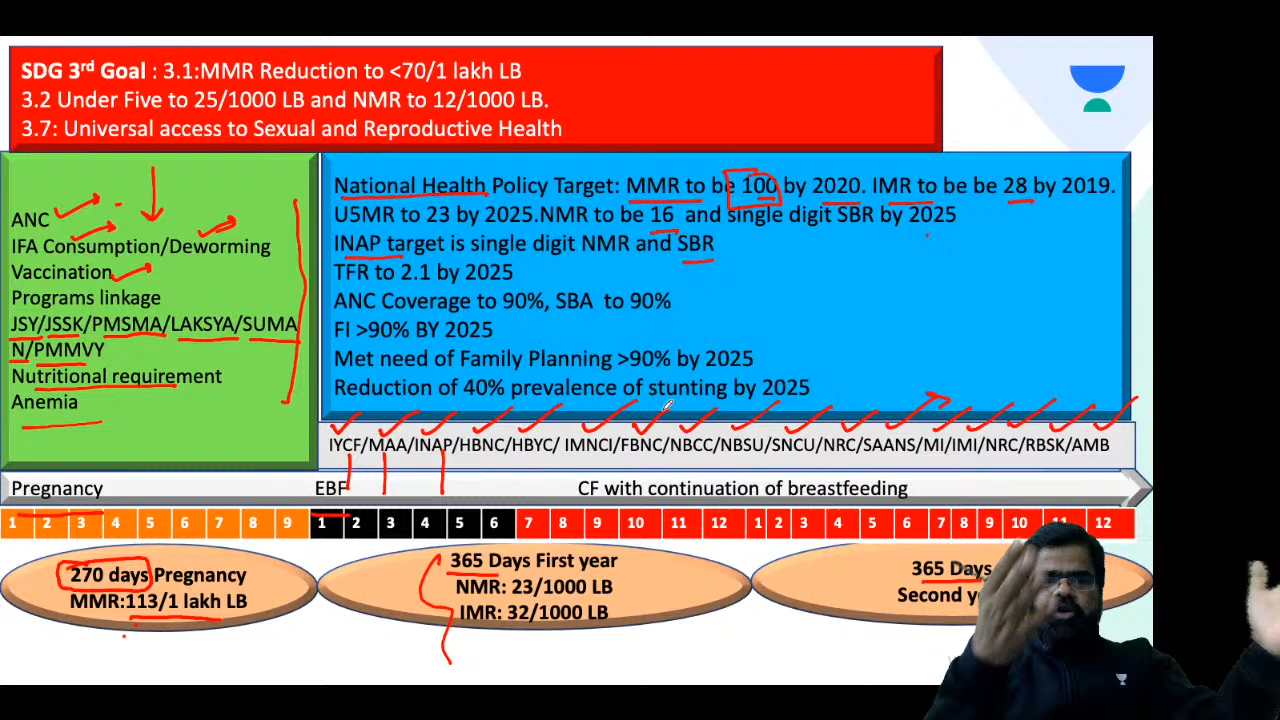 SDG 3rd Goal : 3.1:MMR Reduction to <70/1 lakh LB
3.2 Under Five to 25/1000 LB and NMR to 12/1000 LB.
3.7: Universal access to Sexual and Reproductive Health
ANC
IFA Consumption/Deworming
Vaccination
Programs linkage
JSY/JSSK/PMSMA/LAKSYA/SUMA
N/PMMVY
Nutritional requirement
Anemia
National Health Policy Target: MMR to be 100 by 2020. IMR to be be 28 by 2019.
U5MR to 23 by 2025.NMR to be 16 and single digit SBR by 2025
INAP target is single digit NMR and SBR
TFR to 2.1 by 2025
ANC Coverage to 90%, SBA to 90%
FI >90% BY 2025
Met need of Family Planning >90% by 2025
Reduction of 40% prevalence of stunting by 2025
IYCF/MAA/INAP/HBNC/HBYC/ IMNCI/FBNC/NBCC/NBSU/SNCU/NRC/SAANS/MI/IMI/NRC/RBSK/AMB
Pregnancy EBF CF with continuation of breastfeeding
1 2 3 4 5 6 7 8 9 1 2 3 4 5 6 7 8 9 10 11 12 1 2 3 4 5 6 7 8 9 10 11 12
270 days Pregnancy
MMR:113/1 lakh LB
365 Days First year
NMR: 23/1000 LB
IMR: 32/1000 LB
365 Days
Second